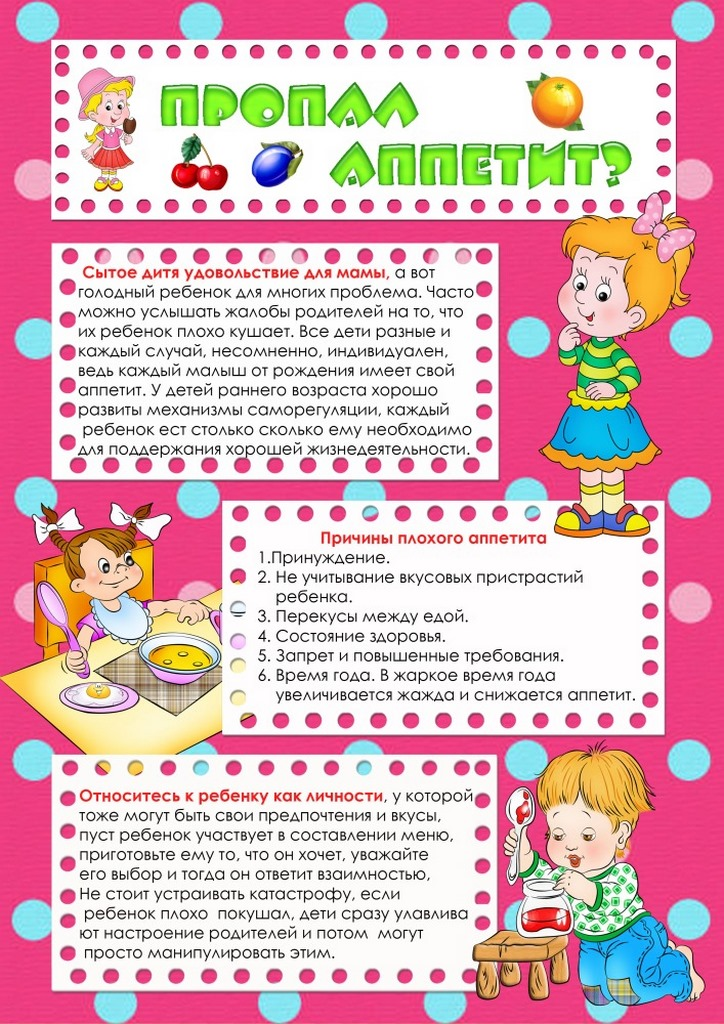 ПРОПАЛ
АППЕТИТ?
Сытое дитя удовольствие для мамы, а вот
голодный ребенок для многих проблема. Часто
можно услышать жалобы родителей на то, что
их ребенок плохо кушает. Все дети разные и
каждый случай, несомненно, индивидуален,
ведь каждый малыш от рождения имеет свой
аппетит. У детей раннего возраста хорошо
развиты механизмы саморегуляции, каждый
ребенок ест столько сколько ему необходимо
для поддержания хорошей жизнедеятельности.
Причины плохого аппетита
1.Принуждение.
2. Не учитывание вкусовых пристрастий
ребенка.
3. Перекусы между едой.
4. Состояние здоровья.
5. Запрет и повышенные требования.
6. Время года. В жаркое время года
увеличивается жажда и снижается аппетит.
Относитесь к ребенку как личности, у которой
тоже могут быть свои предпочтения и вкусы,
пуст ребенок участвует в составлении меню,
приготовьте ему то, что он хочет, уважайте
его выбор и тогда он ответит взаимностью,
Не стоит устраивать катастрофу, если
ребенок плохо покушал, дети сразу улавлива
ют настроение родителей и потом могут
просто манипулировать этим.